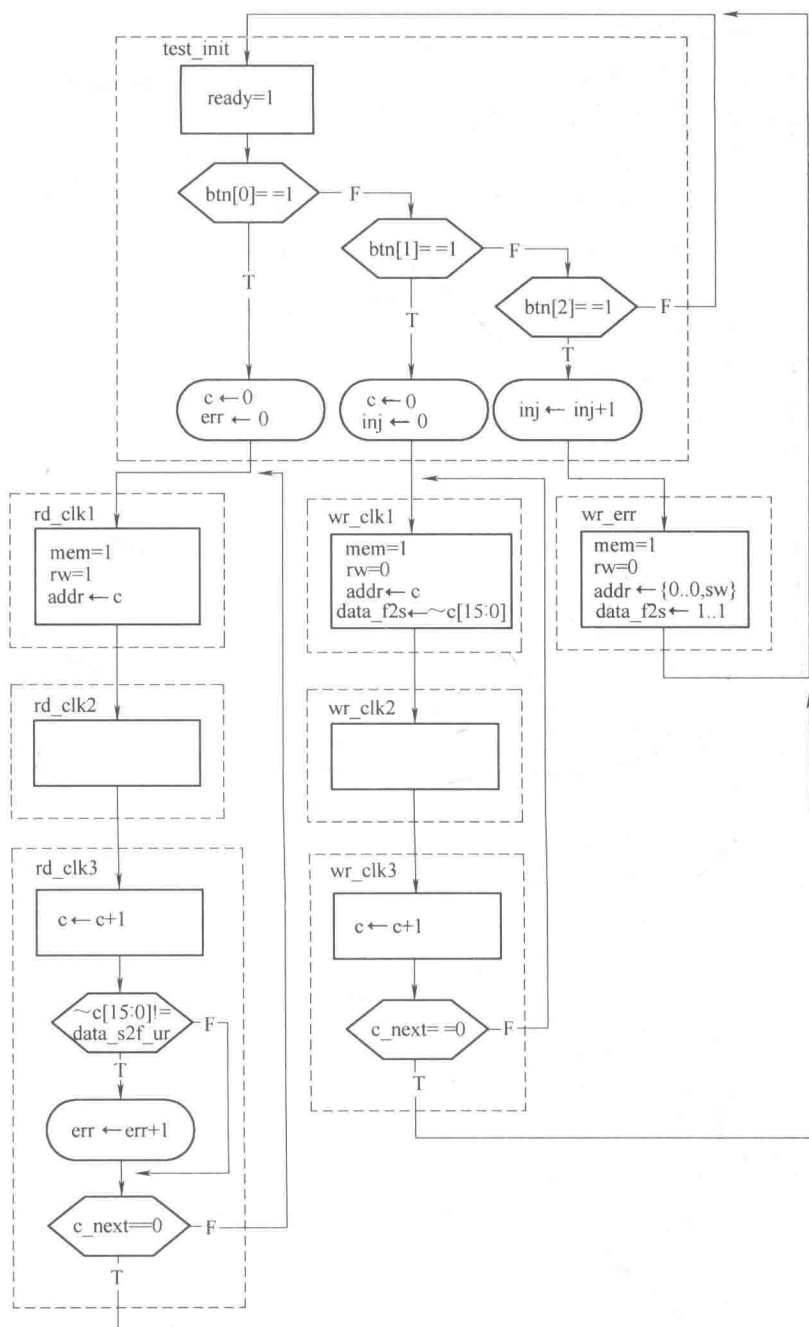 test_init
ready=1
btn[0]= =1
F
T
btn[1]= =1
F
T
btn[2]= =1
F
T
c ← 0
err ← 0
c ← 0
inj ← 0
inj ← inj+1
rd_clk1
mem=1
rw=1
addr ← c
wr_clk1
mem=1
rw=0
addr ← c
data_f2s ← ~c[15:0]
wr_err
mem=1
rw=0
addr ← {0..0,sw}
data_f2s ← 1..1
rd_clk2
wr_clk2
rd_clk3
c ← c+1
~c[15:0]!=
data_s2f_ur
F
T
err ← err+1
c_next==0
F
T
wr_clk3
c ← c+1
c_next= =0
F
T